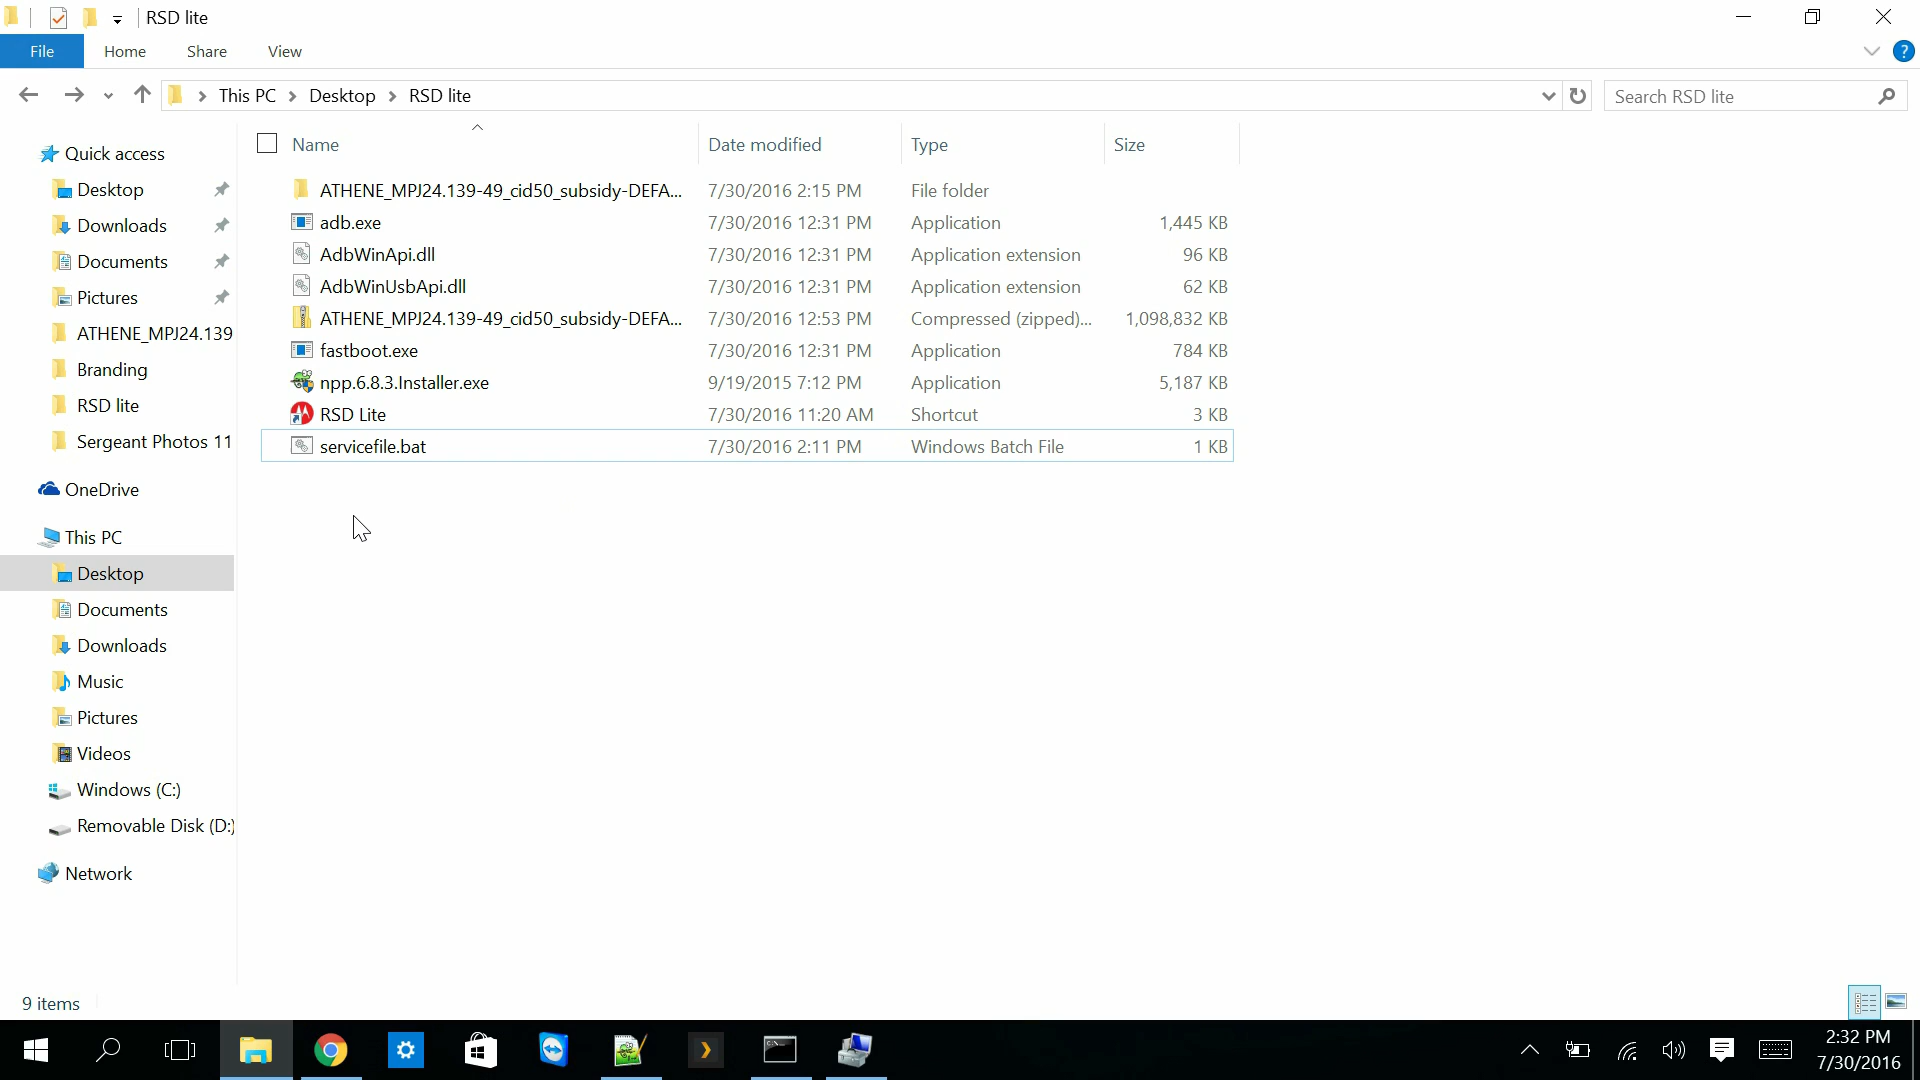 RSD lite
File Home Share View
This PC Desktop RSD lite
Search RSD lite
Name Date modified Type Size
Quick access
Desktop
Downloads
Documents
Pictures
ATHENE_MPJ24.139
Branding
RSD lite
Sergeant Photos 11
OneDrive
This PC
Desktop
Documents
Downloads
Music
Pictures
Videos
Windows (C:)
Removable Disk (D:)
Network
ATHENE_MPJ24.139-49_cid50_subsidy-DEFA... 7/30/2016 2:15 PM File folder
adb.exe 7/30/2016 12:31 PM Application 1,445 KB
AdbWinApi.dll 7/30/2016 12:31 PM Application extension 96 KB
AdbWinUsbApi.dll 7/30/2016 12:31 PM Application extension 62 KB
ATHENE_MPJ24.139-49_cid50_subsidy-DEFA... 7/30/2016 12:53 PM Compressed (zipped)... 1,098,832 KB
fastboot.exe 7/30/2016 12:31 PM Application 784 KB
npp.6.8.3.Installer.exe 9/19/2015 7:12 PM Application 5,187 KB
RSD Lite 7/30/2016 11:20 AM Shortcut 3 KB
servicefile.bat 7/30/2016 2:11 PM Windows Batch File 1 KB
9 items
2:32 PM
7/30/2016